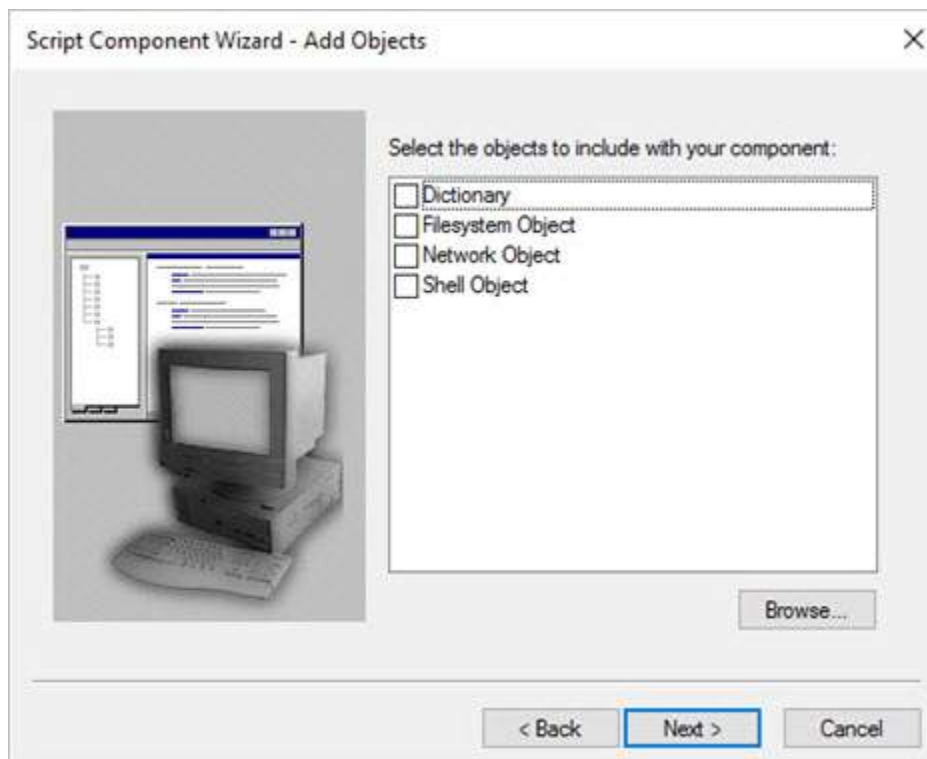 Script Component Wizard - Add Objects
Select the objects to include with your component:
Dictionary
Filesystem Object
Network Object
Shell Object
Browse...
< Back Next > Cancel